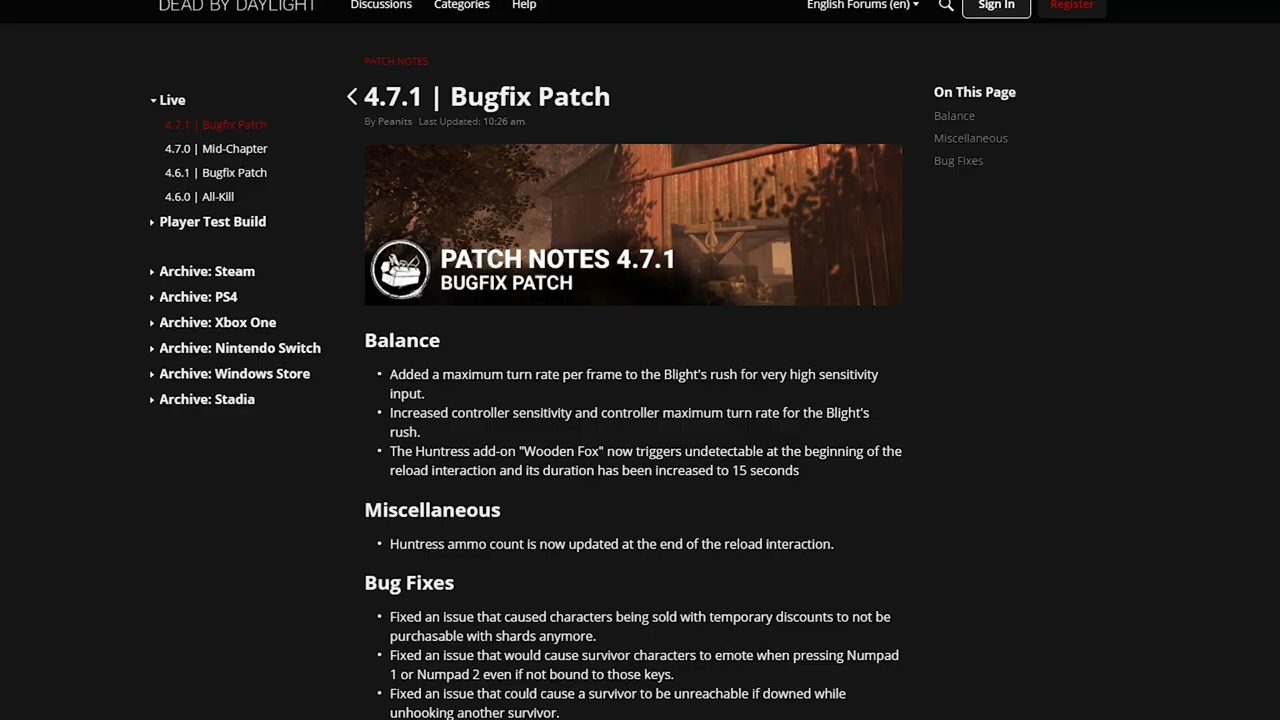 DEAD BY DAYLIGHT
Discussions Categories Help
English Forums (en)
Sign In
Register
Live
4.7.1 | Bugfix Patch
4.7.0 | Mid-Chapter
4.6.1 | Bugfix Patch
4.6.0 | All-Kill
Player Test Build
Archive: Steam
Archive: PS4
Archive: Xbox One
Archive: Nintendo Switch
Archive: Windows Store
Archive: Stadia
PATCH NOTES
4.7.1 | Bugfix Patch
By Peanits Last Updated: 10:26 am
PATCH NOTES 4.7.1
BUGFIX PATCH
Balance
• Added a maximum turn rate per frame to the Blight's rush for very high sensitivity
input.
• Increased controller sensitivity and controller maximum turn rate for the Blight's
rush.
• The Huntress add-on "Wooden Fox" now triggers undetectable at the beginning of the
reload interaction and its duration has been increased to 15 seconds
Miscellaneous
• Huntress ammo count is now updated at the end of the reload interaction.
Bug Fixes
• Fixed an issue that caused characters being sold with temporary discounts to not be
purchasable with shards anymore.
• Fixed an issue that would cause survivor characters to emote when pressing Numpad
1 or Numpad 2 even if not bound to those keys.
• Fixed an issue that could cause a survivor to be unreachable if downed while
unhooking another survivor.
On This Page
Balance
Miscellaneous
Bug Fixes